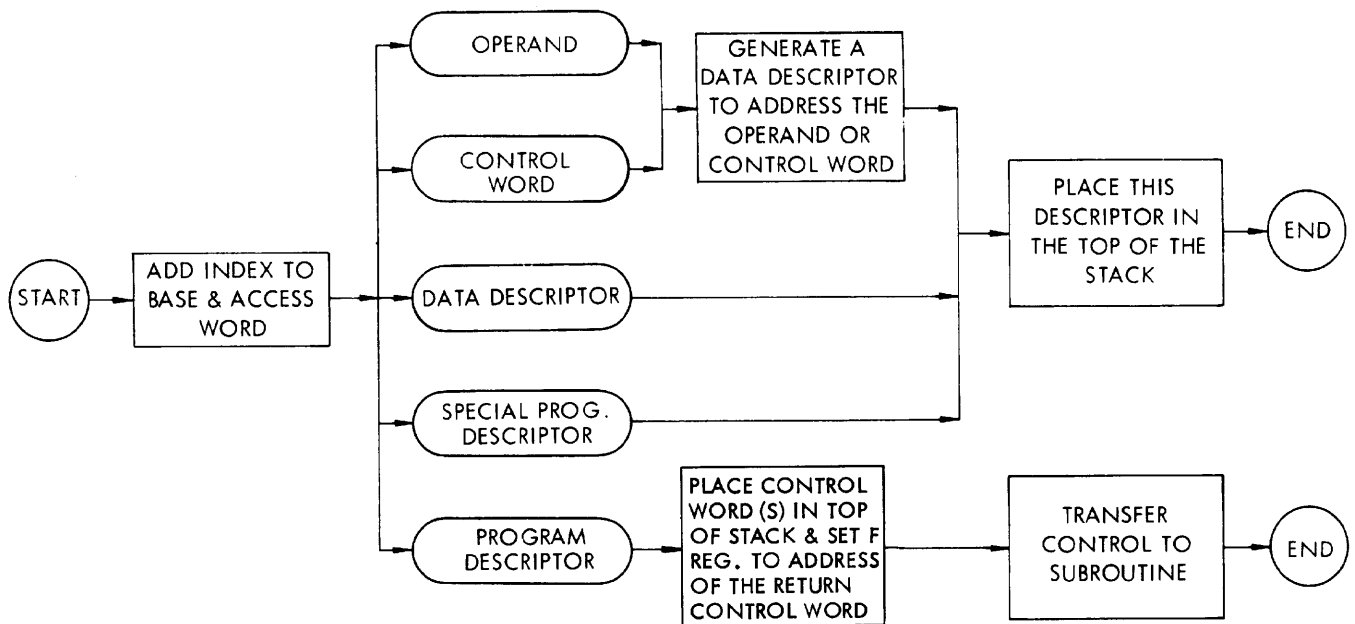 START
ADD INDEX TO
BASE & ACCESS
WORD
OPERAND
CONTROL
WORD
DATA DESCRIPTOR
SPECIAL PROG.
DESCRIPTOR
PROGRAM
DESCRIPTOR
GENERATE A
DATA DESCRIPTOR
TO ADDRESS THE
OPERAND OR
CONTROL WORD
PLACE THIS
DESCRIPTOR IN
THE TOP OF THE
STACK
END
PLACE CONTROL
WORD (S) IN TOP
OF STACK & SET F
REG. TO ADDRESS
OF THE RETURN
CONTROL WORD
TRANSFER
CONTROL TO
SUBROUTINE
END